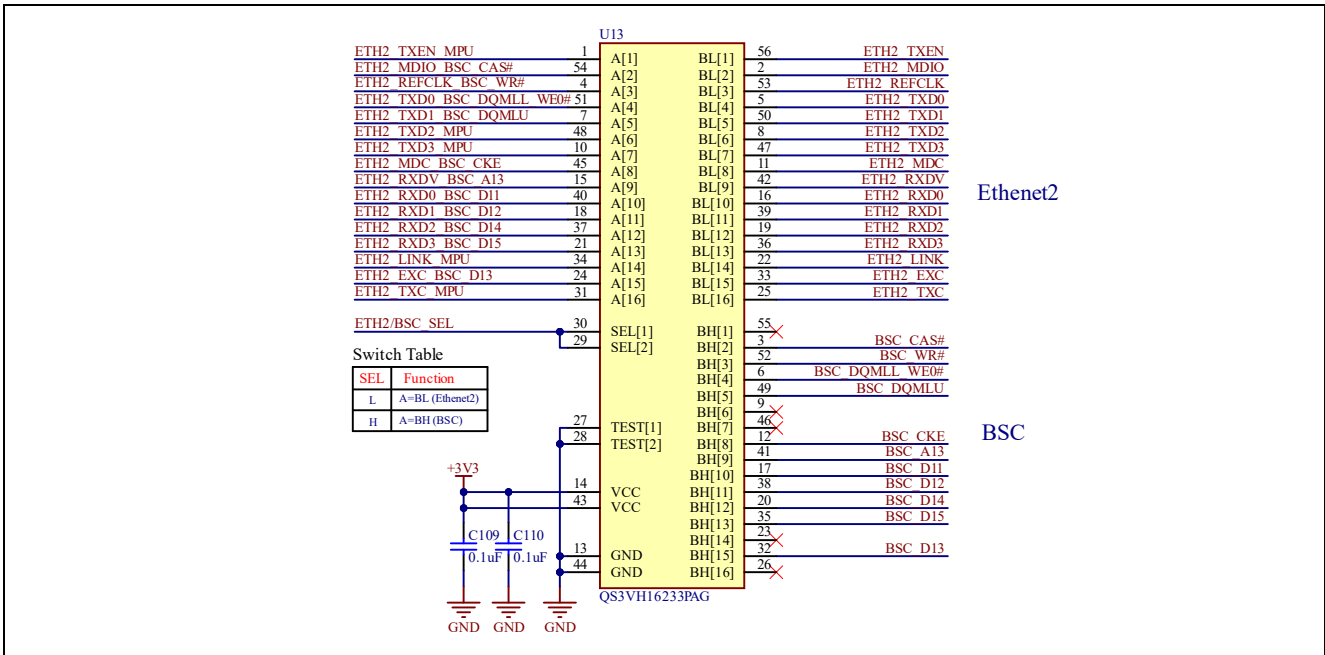 U13
ETH2_TXEN_MPU 1 A[1] BL[1] 56 ETH2_TXEN
ETH2_MDIO_BSC_CAS# 54 A[2] BL[2] 2 ETH2_MDIO
ETH2_REFCLK_BSC_WR# 4 A[3] BL[3] 53 ETH2_REFCLK
ETH2_TXD0_BSC_DQMLL_WE0# 51 A[4] BL[4] 5 ETH2_TXD0
ETH2_TXD1_BSC_DQMLU 7 A[5] BL[5] 50 ETH2_TXD1
ETH2_TXD2_MPU 48 A[6] BL[6] 8 ETH2_TXD2
ETH2_TXD3_MPU 10 A[7] BL[7] 47 ETH2_TXD3
ETH2_MDC_BSC_CKE 45 A[8] BL[8] 11 ETH2_MDC
ETH2_RXDV_BSC_A13 15 A[9] BL[9] 42 ETH2_RXDV
ETH2_RXD0_BSC_D11 40 A[10] BL[10] 16 ETH2_RXD0
ETH2_RXD1_BSC_D12 18 A[11] BL[11] 39 ETH2_RXD1
ETH2_RXD2_BSC_D14 37 A[12] BL[12] 19 ETH2_RXD2
ETH2_RXD3_BSC_D15 21 A[13] BL[13] 36 ETH2_RXD3
ETH2_LINK_MPU 34 A[14] BL[14] 22 ETH2_LINK
ETH2_EXC_BSC_D13 24 A[15] BL[15] 33 ETH2_EXC
ETH2_TXC_MPU 31 A[16] BL[16] 25 ETH2_TXC
Ethenet2
ETH2/BSC_SEL 30 SEL[1] BH[1] 55
29 SEL[2] BH[2] 3 BSC_CAS#
BH[3] 52 BSC_WR#
BH[4] 6 BSC_DQMLL_WE0#
BH[5] 49 BSC_DQMLU
BH[6] 9
27 TEST[1] BH[7] 46
28 TEST[2] BH[8] 12 BSC_CKE
BH[9] 41 BSC_A13
BH[10] 17 BSC_D11
14 VCC BH[11] 38 BSC_D12
43 VCC BH[12] 20 BSC_D14
BH[13] 35 BSC_D15
BH[14] 23
13 GND BH[15] 32 BSC_D13
44 GND BH[16] 26
BSC
QS3VH16233PAG
Switch Table
SEL Function
L A=BL (Ethenet2)
H A=BH (BSC)
+3V3
C109 C110
0.1uF 0.1uF
GND GND GND